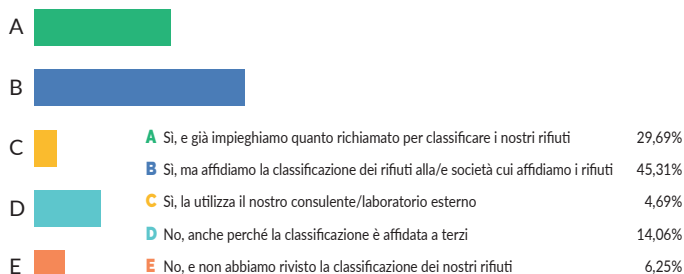 A
B
C
D
E
A Sì, e già impieghiamo quanto richiamato per classificare i nostri rifiuti 29,69%
B Sì, ma affidiamo la classificazione dei rifiuti alla/e società cui affidiamo i rifiuti 45,31%
C Sì, la utilizza il nostro consulente/laboratorio esterno 4,69%
D No, anche perché la classificazione è affidata a terzi 14,06%
E No, e non abbiamo rivisto la classificazione dei nostri rifiuti 6,25%